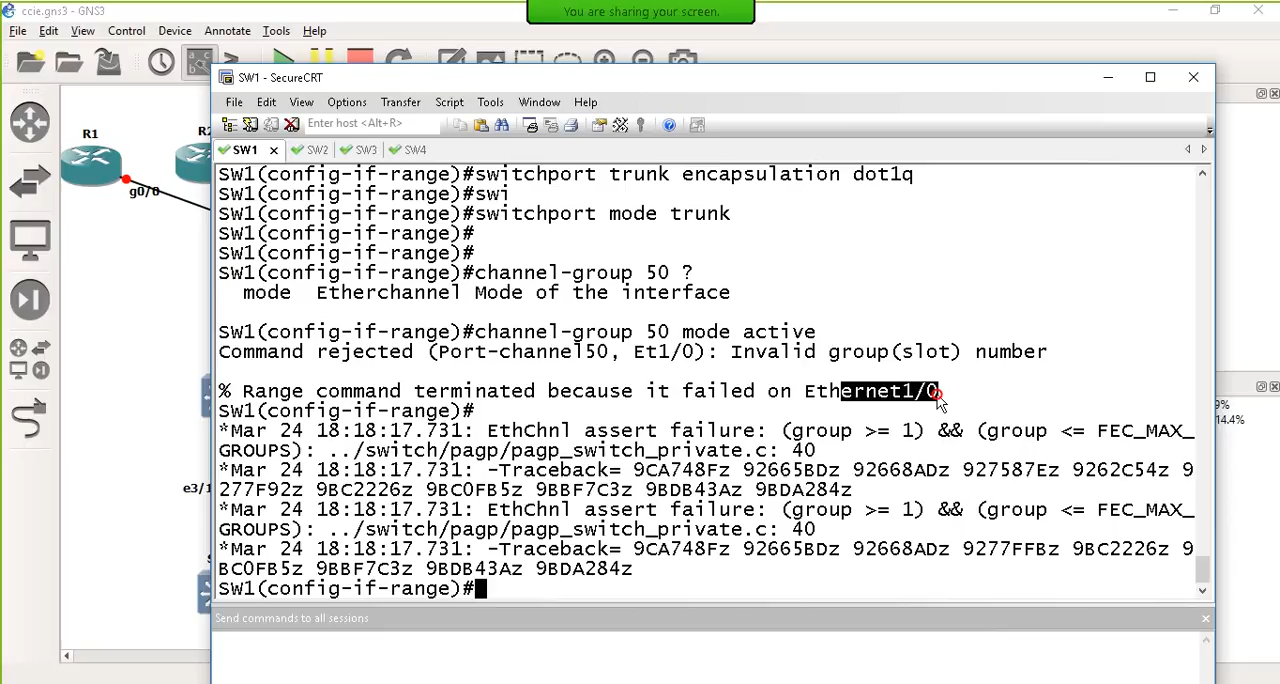 ccie.gns3 - GNS3
You are sharing your screen.
File Edit View Control Device Annotate Tools Help
SW1 - SecureCRT
File Edit View Options Transfer Script Tools Window Help
Enter host <Alt+R>
R1
SW1 SW2 SW3 SW4
g0/0
SW1(config-if-range)#switchport trunk encapsulation dot1q
SW1(config-if-range)#swi
SW1(config-if-range)#switchport mode trunk
SW1(config-if-range)#
SW1(config-if-range)#
SW1(config-if-range)#channel-group 50 ?
mode Etherchannel Mode of the interface
SW1(config-if-range)#channel-group 50 mode active
Command rejected (Port-channel50, Et1/0): Invalid group(slot) number
% Range command terminated because it failed on Ethernet1/0
SW1(config-if-range)#
*Mar 24 18:18:17.731: EthChnl assert failure: (group >= 1) && (group <= FEC_MAX_
GROUPS): ../switch/pagp/pagp_switch_private.c: 40
*Mar 24 18:18:17.731: -Traceback= 9CA748Fz 92665BDz 92668ADz 927587Ez 9262C54z 9
277F92z 9BC2226z 9BC0FB5z 9BBF7C3z 9BDB43Az 9BDA284z
*Mar 24 18:18:17.731: EthChnl assert failure: (group >= 1) && (group <= FEC_MAX_
GROUPS): ../switch/pagp/pagp_switch_private.c: 40
*Mar 24 18:18:17.731: -Traceback= 9CA748Fz 92665BDz 92668ADz 9277FFBz 9BC2226z 9
BC0FB5z 9BBF7C3z 9BDB43Az 9BDA284z
SW1(config-if-range)#
e3/1
9%
14.4%
Send commands to all sessions